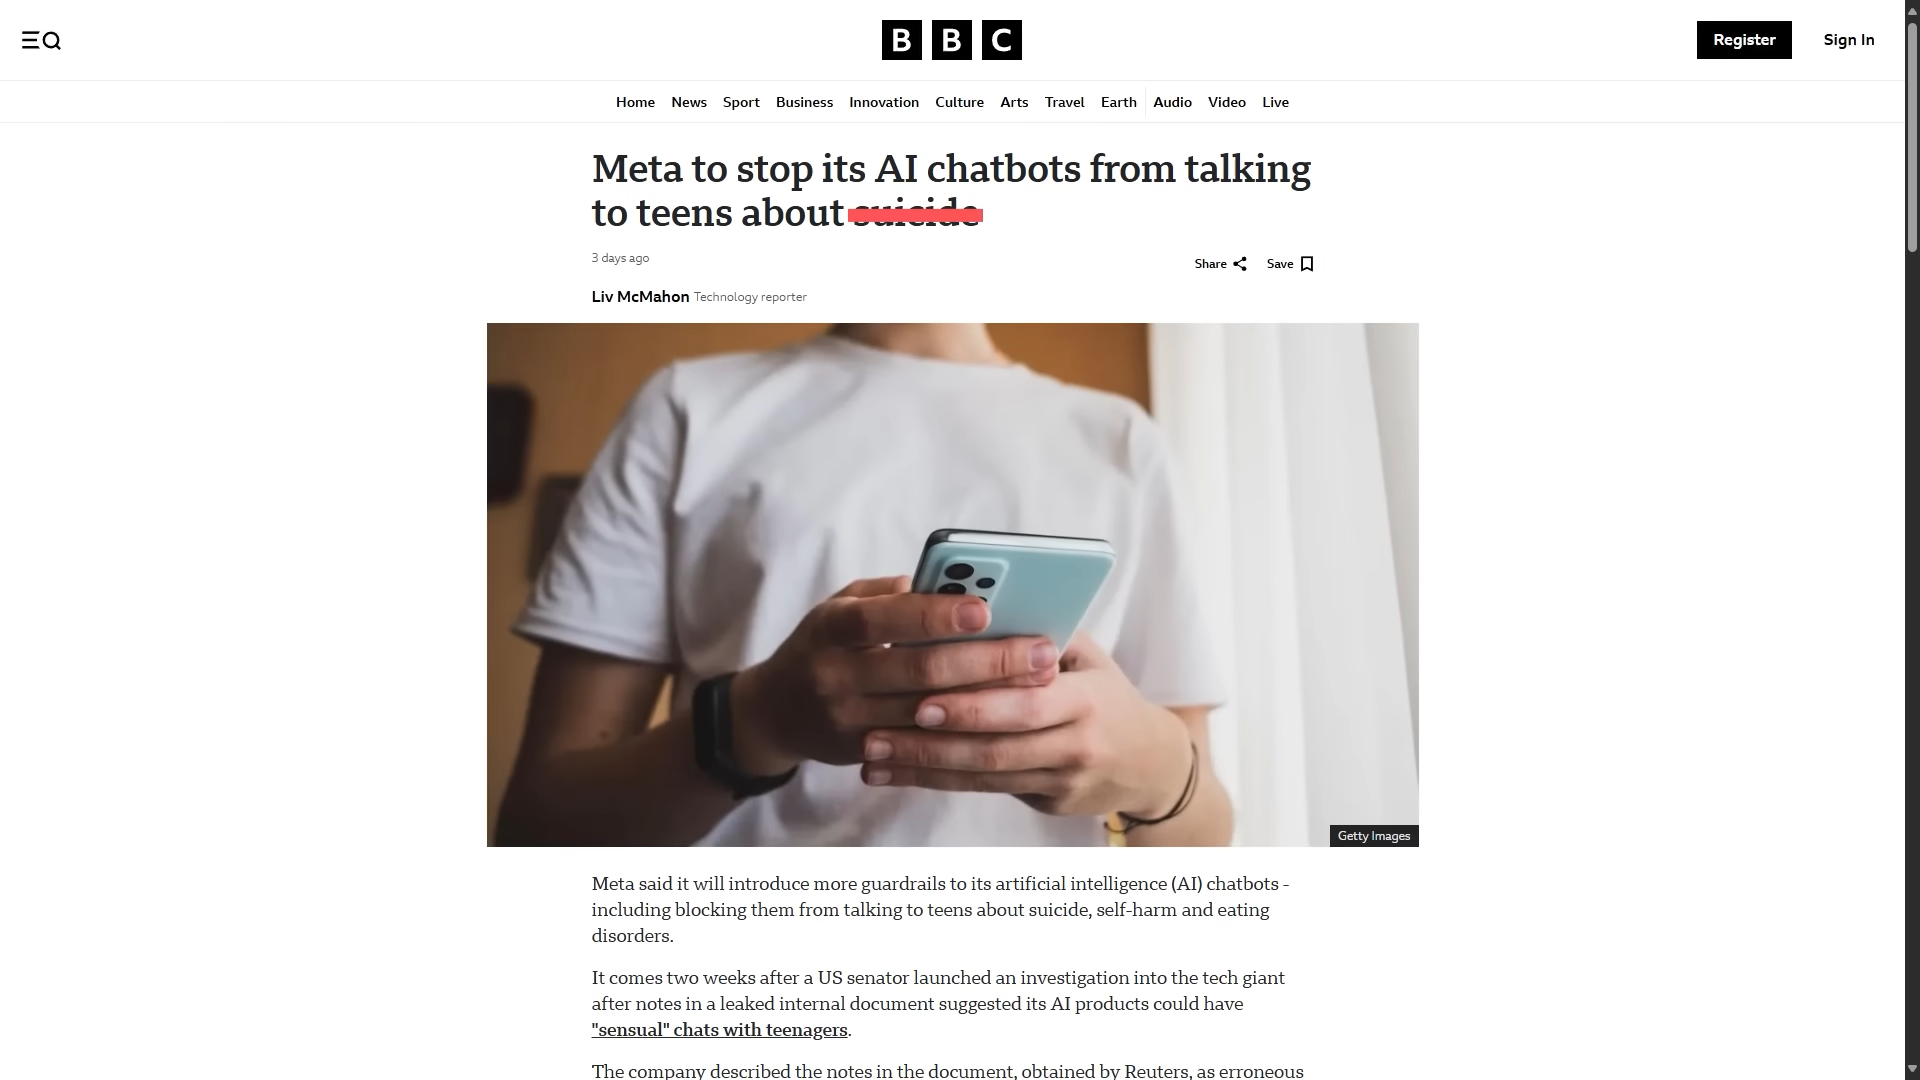 BBC
Register
Sign In
Home News Sport Business Innovation Culture Arts Travel Earth Audio Video Live
Meta to stop its AI chatbots from talking
to teens about suicide
3 days ago
Share
Save
Liv McMahon Technology reporter
Getty Images
Meta said it will introduce more guardrails to its artificial intelligence (AI) chatbots -
including blocking them from talking to teens about suicide, self-harm and eating
disorders.
It comes two weeks after a US senator launched an investigation into the tech giant
after notes in a leaked internal document suggested its AI products could have
"sensual" chats with teenagers.
The company described the notes in the document, obtained by Reuters, as erroneous